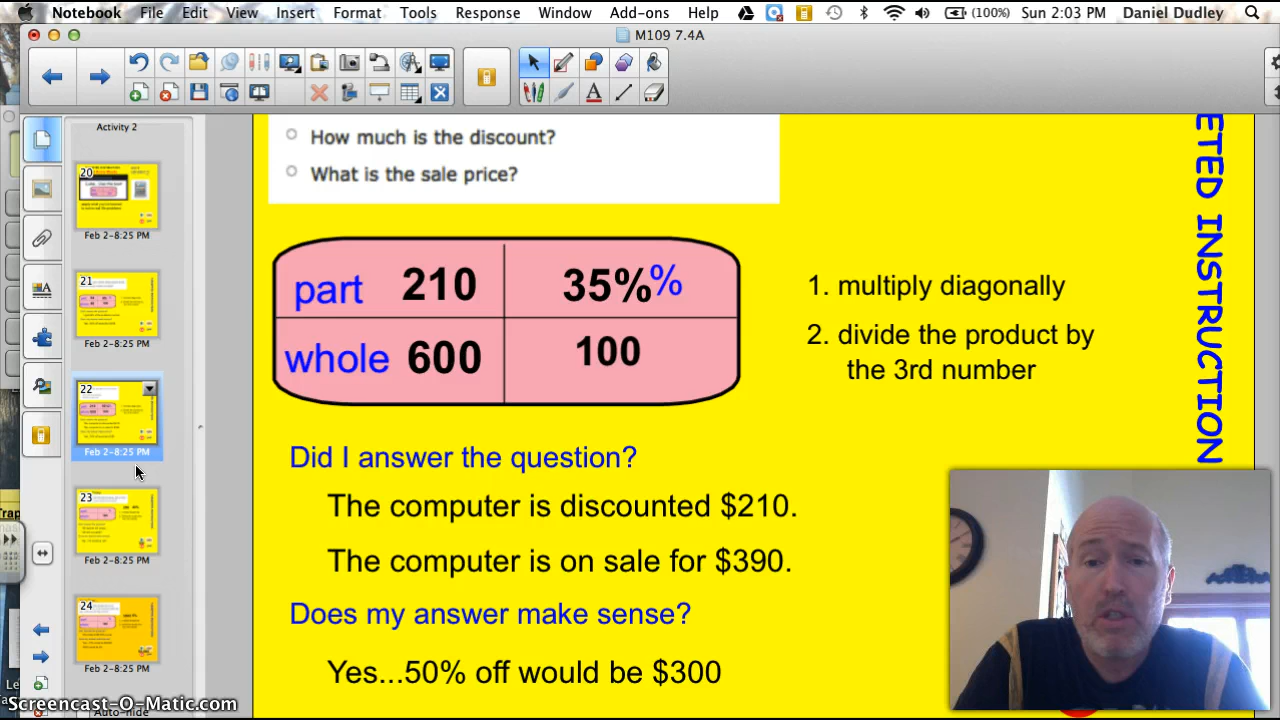 Notebook File Edit View Insert Format Tools Response Window Add-ons Help (100%) Sun 2:03 PM Daniel Dudley
M109 7.4A
Activity 2
20
Feb 2-8:25 PM
21
Feb 2-8:25 PM
22
Feb 2-8:25 PM
23
Feb 2-8:25 PM
24
Feb 2-8:25 PM
Auto-hide
How much is the discount?
What is the sale price?
part 210 35%%
whole 600 100
1. multiply diagonally
2. divide the product by
the 3rd number
Did I answer the question?
The computer is discounted $210.
The computer is on sale for $390.
Does my answer make sense?
Yes...50% off would be $300
ETED INSTRUCTION
Screencast-O-Matic.com